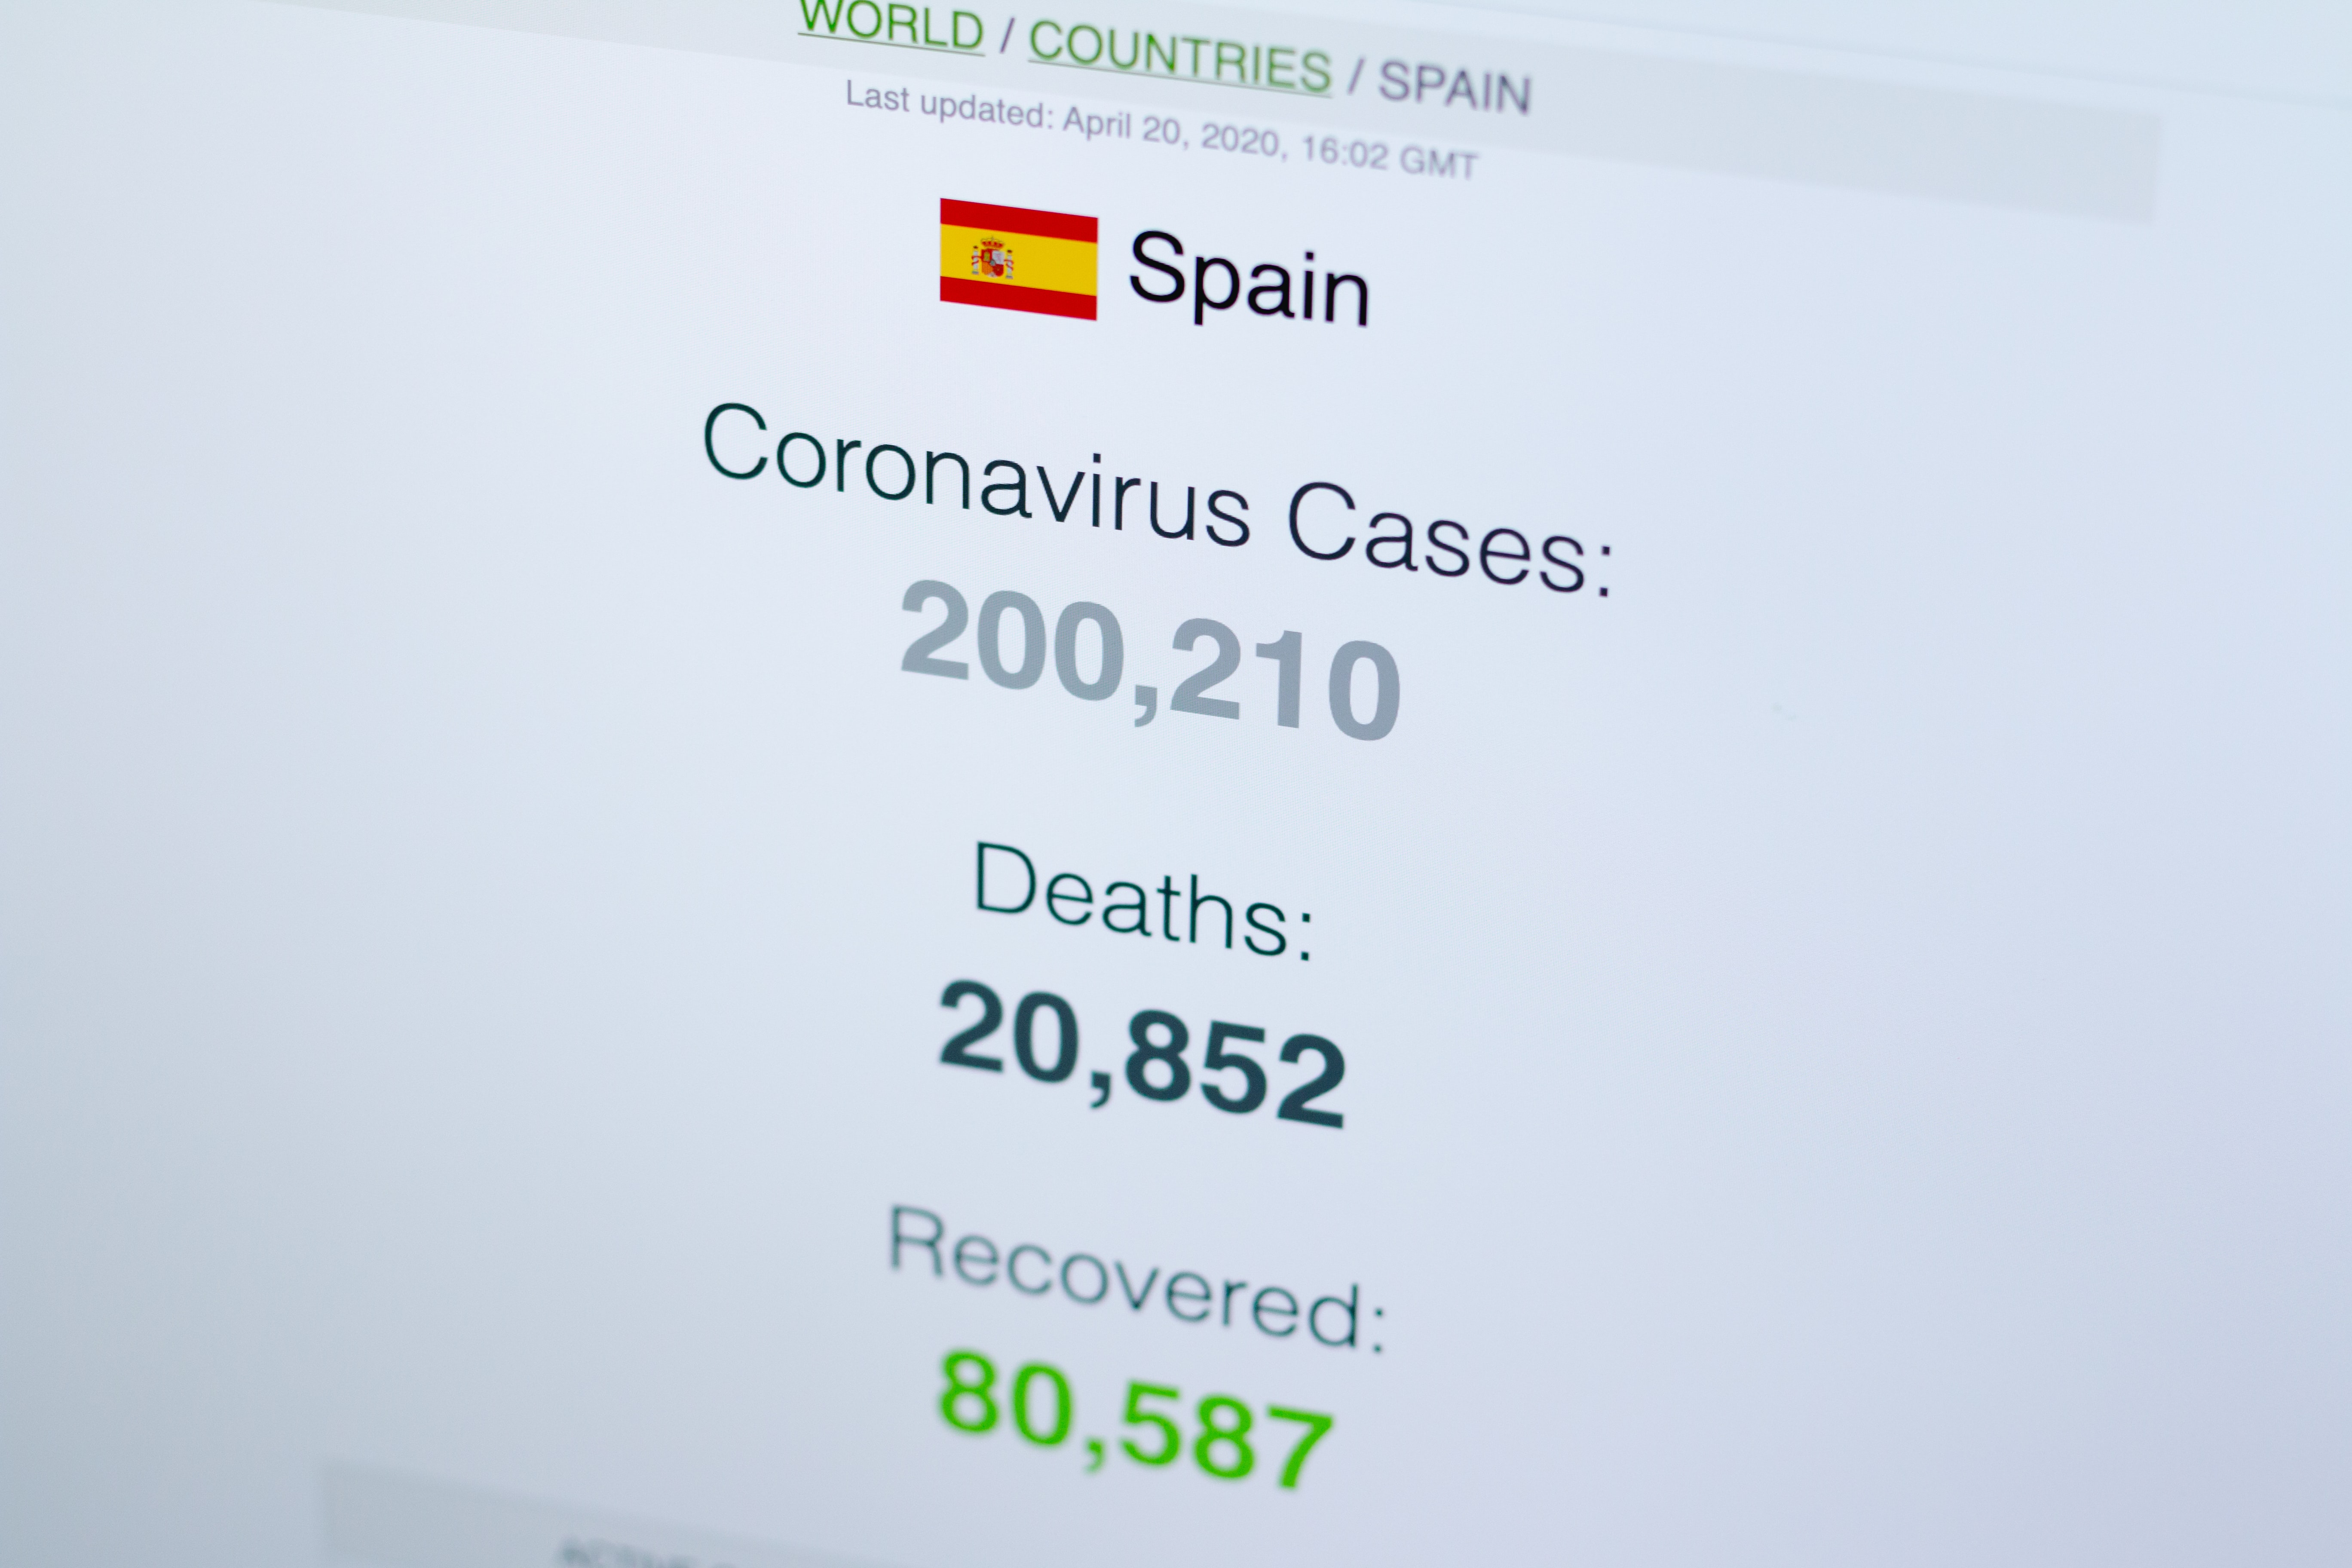 WORLD / COUNTRIES / SPAIN
Last updated: April 20, 2020, 16:02 GMT
Spain
Coronavirus Cases:
200,210
Deaths:
20,852
Recovered:
80,587